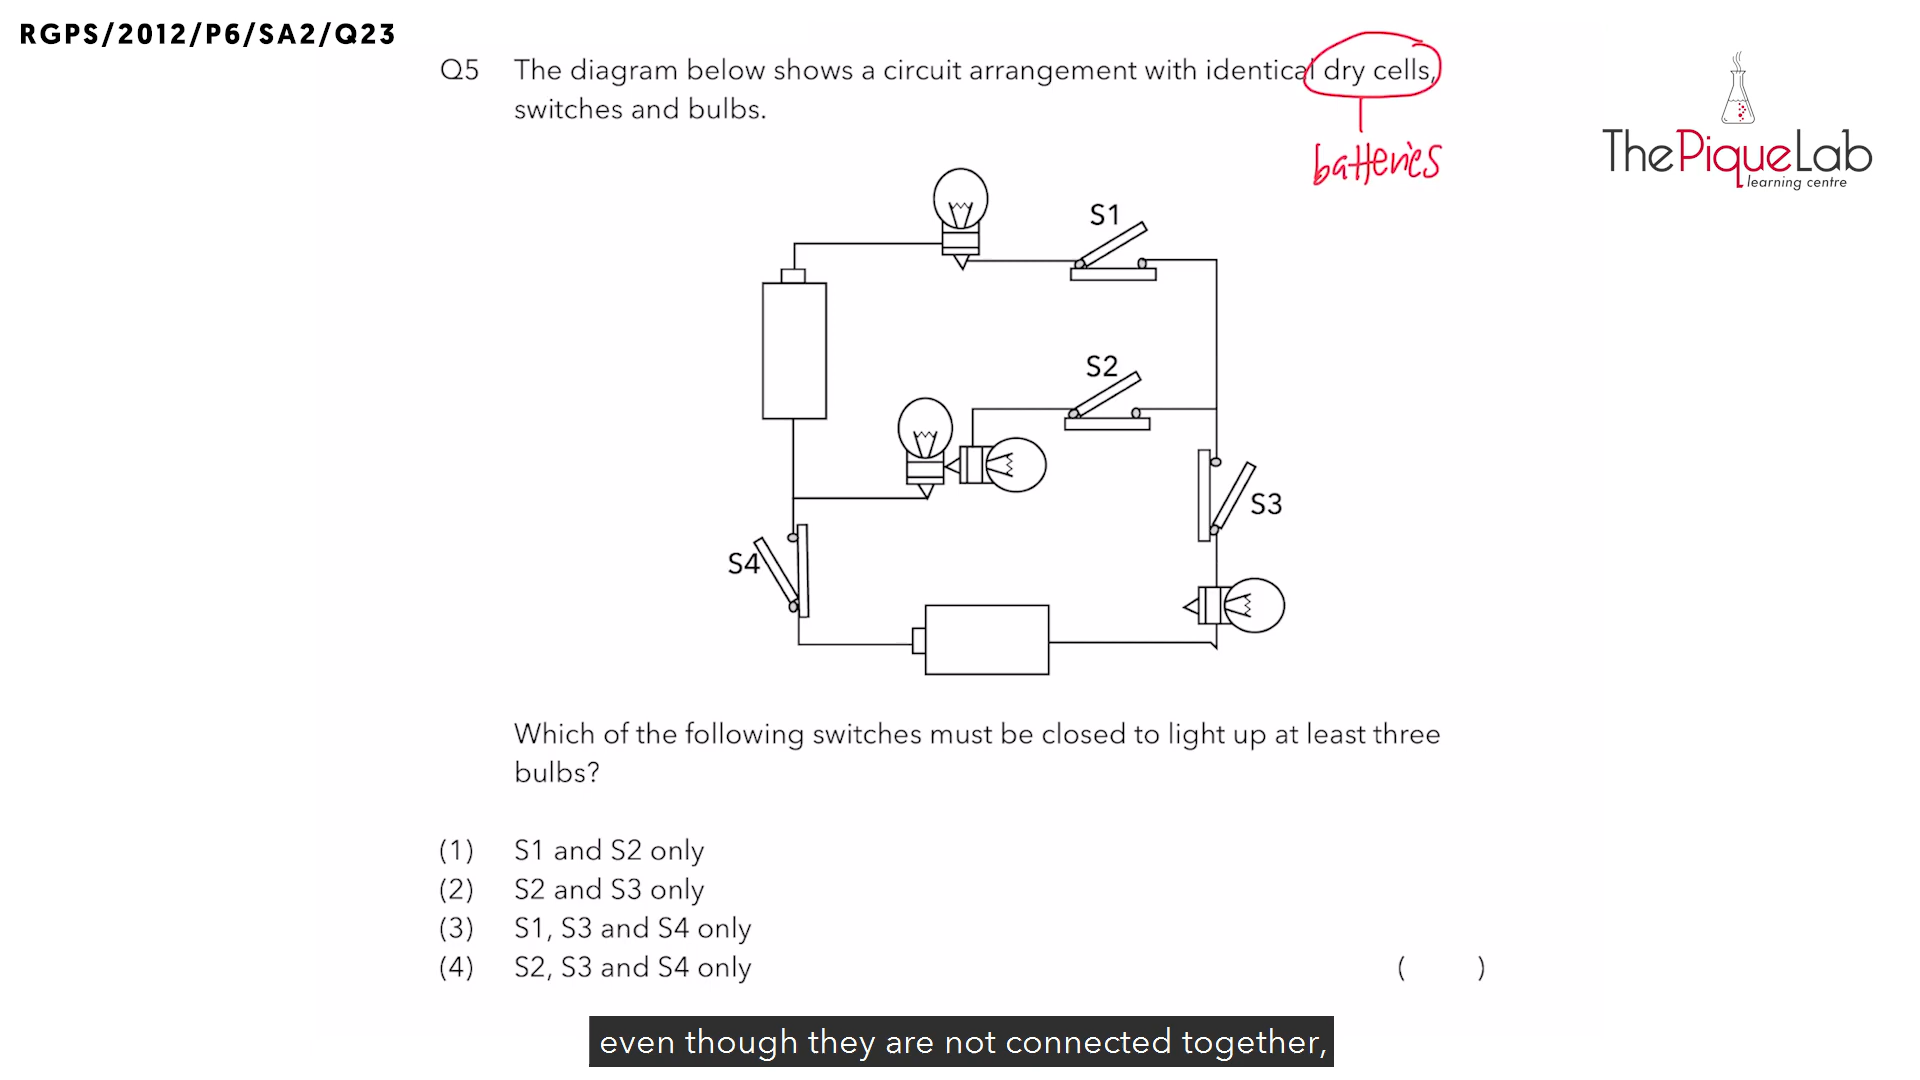 RGPS/2012/P6/SA2/Q23
Q5 The diagram below shows a circuit arrangement with identical dry cells,
switches and bulbs.
batteries
ThePiqueLab
learning centre
S1
S2
S3
S4
Which of the following switches must be closed to light up at least three
bulbs?
(1) S1 and S2 only
(2) S2 and S3 only
(3) S1, S3 and S4 only
(4) S2, S3 and S4 only ( )
even though they are not connected together,